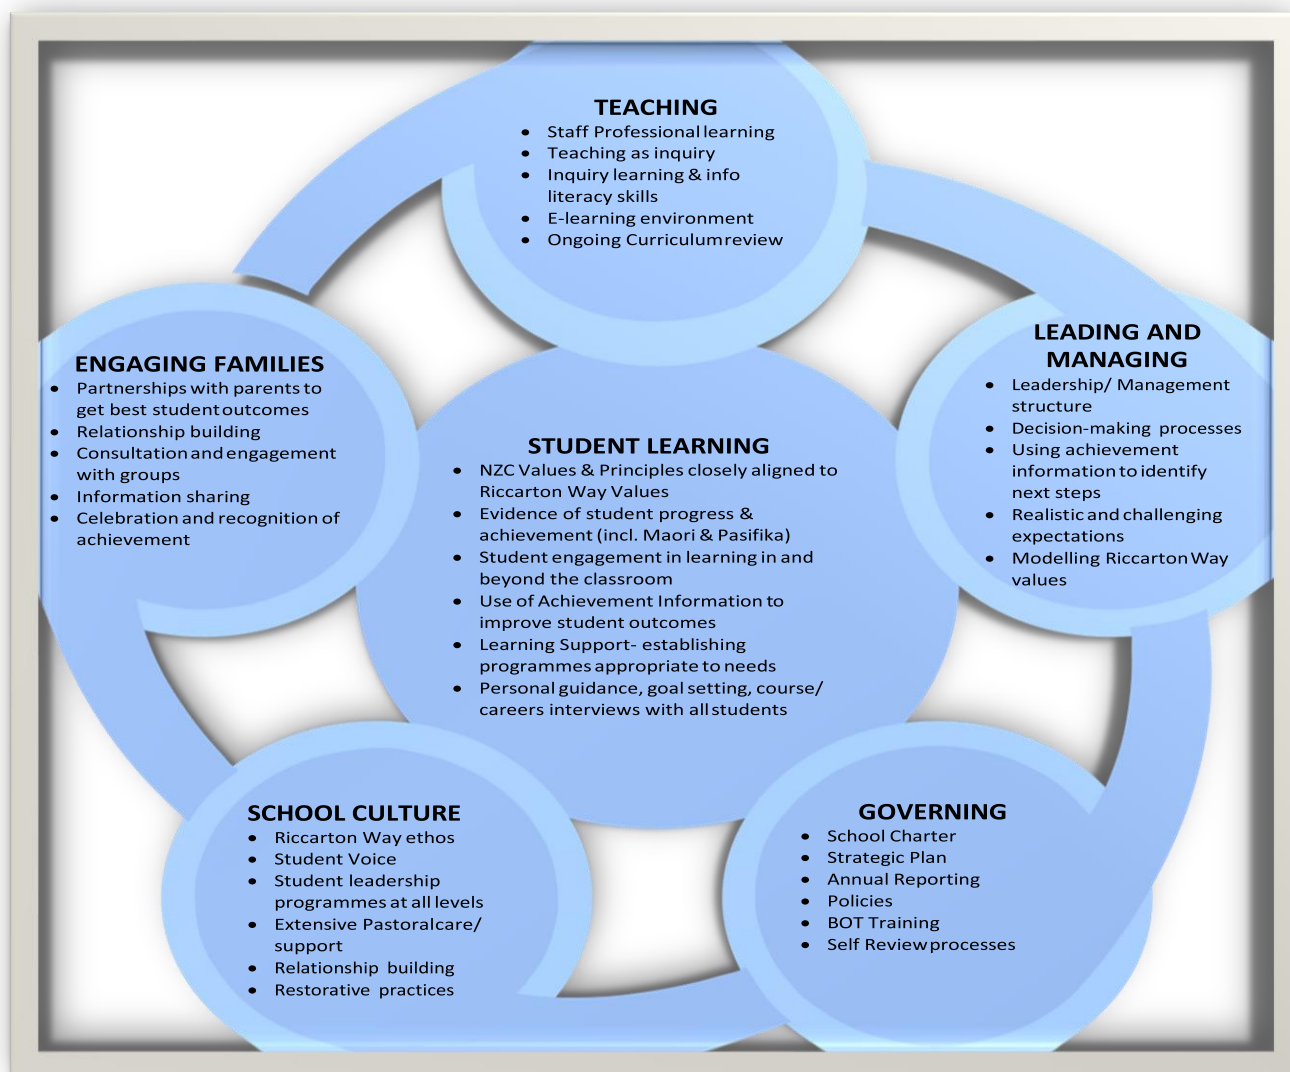 TEACHING
• Staff Professional learning
• Teaching as inquiry
• Inquiry learning & info
literacy skills
• E-learning environment
• Ongoing Curriculum review
LEADING AND
MANAGING
• Leadership/ Management
structure
• Decision-making processes
• Using achievement
information to identify
next steps
• Realistic and challenging
expectations
• Modelling Riccarton Way
values
ENGAGING FAMILIES
• Partnerships with parents to
get best student outcomes
• Relationship building
• Consultation and engagement
with groups
• Information sharing
• Celebration and recognition of
achievement
STUDENT LEARNING
• NZC Values & Principles closely aligned to
Riccarton Way Values
• Evidence of student progress &
achievement (incl. Maori & Pasifika)
• Student engagement in learning in and
beyond the classroom
• Use of Achievement Information to
improve student outcomes
• Learning Support- establishing
programmes appropriate to needs
• Personal guidance, goal setting, course/
careers interviews with all students
SCHOOL CULTURE
• Riccarton Way ethos
• Student Voice
• Student leadership
programmes at all levels
• Extensive Pastoral care/
support
• Relationship building
• Restorative practices
GOVERNING
• School Charter
• Strategic Plan
• Annual Reporting
• Policies
• BOT Training
• Self Review processes